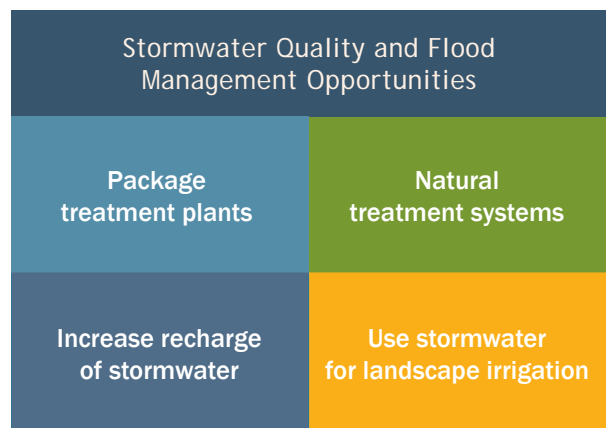 Stormwater Quality and Flood
Management Opportunities
Package
treatment plants
Natural
treatment systems
Increase recharge
of stormwater
Use stormwater
for landscape irrigation